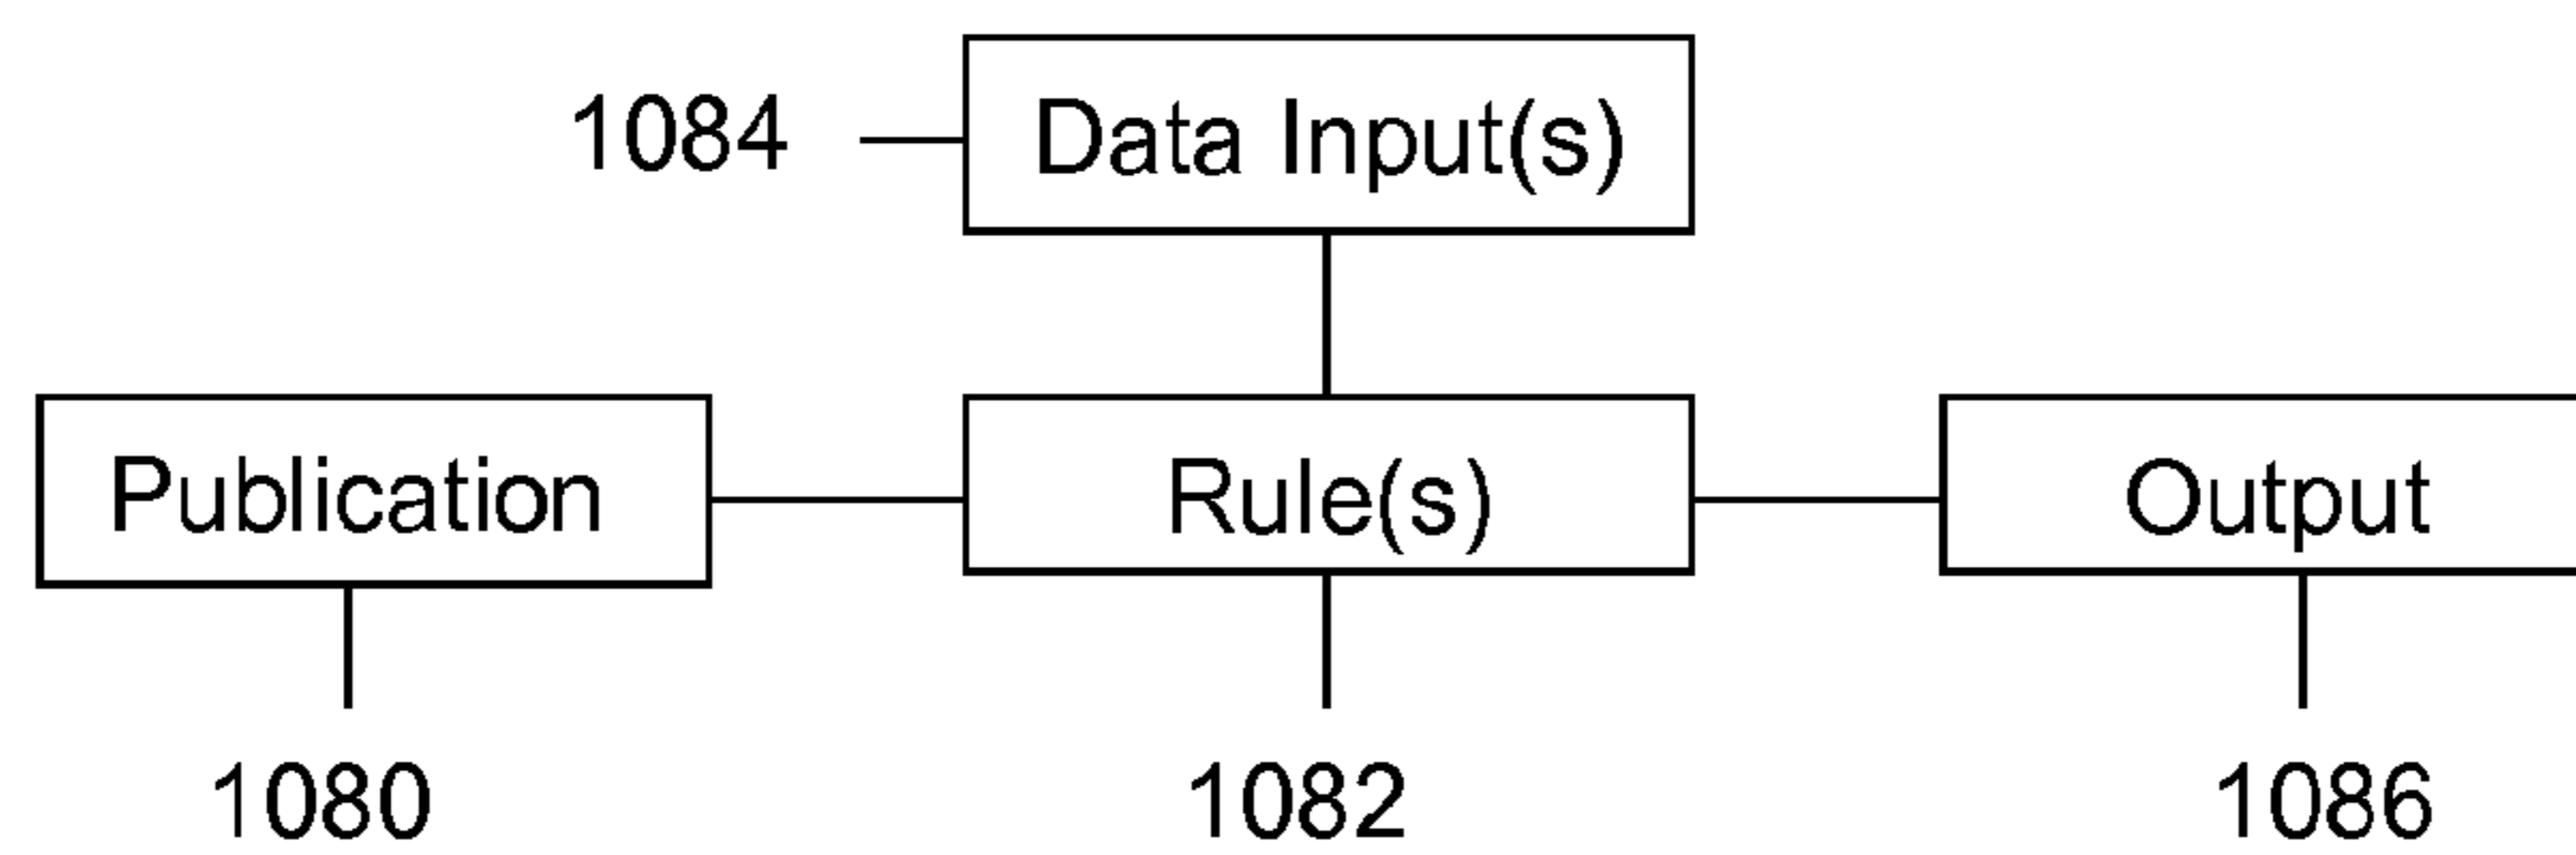 1084
Data Input(s)
Publication
Rule(s)
Output
1080
1082
1086